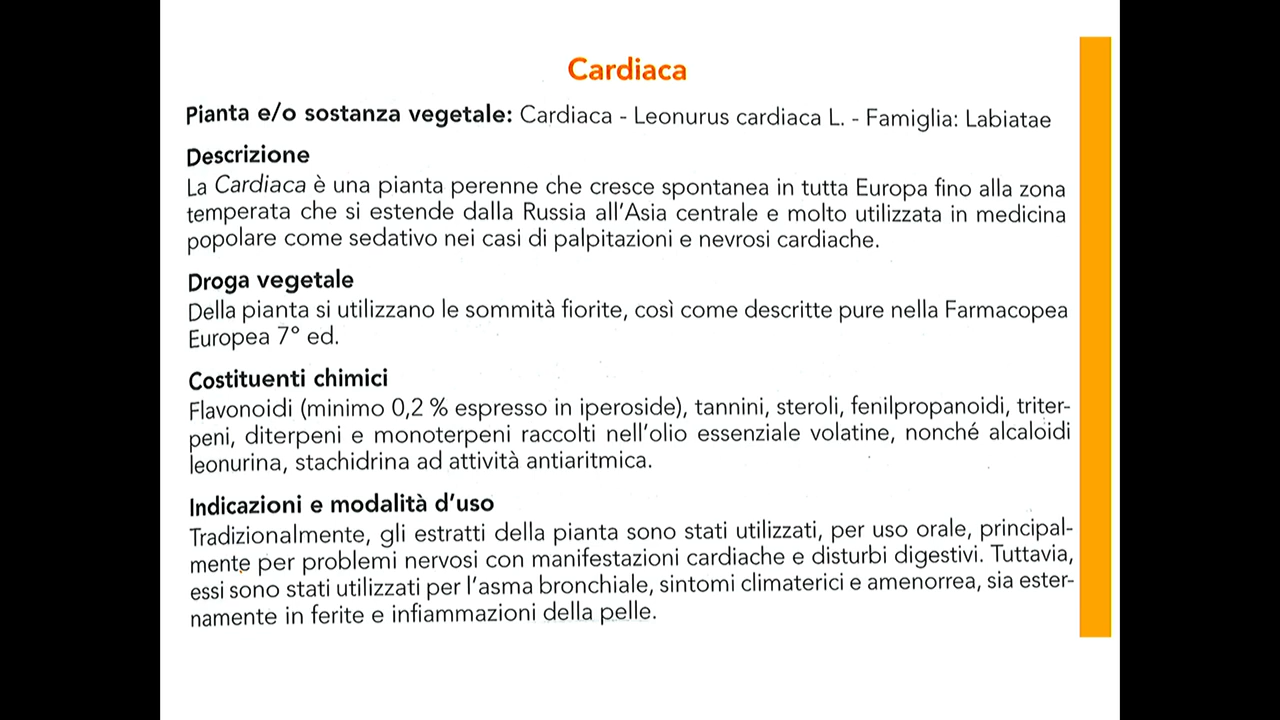 Cardiaca
Pianta e/o sostanza vegetale: Cardiaca - Leonurus cardiaca L. - Famiglia: Labiatae
Descrizione
La Cardiaca è una pianta perenne che cresce spontanea in tutta Europa fino alla zona
temperata che si estende dalla Russia all'Asia centrale e molto utilizzata in medicina
popolare come sedativo nei casi di palpitazioni e nevrosi cardiache.
Droga vegetale
Della pianta si utilizzano le sommità fiorite, così come descritte pure nella Farmacopea
Europea 7° ed.
Costituenti chimici
Flavonoidi (minimo 0,2 % espresso in iperoside), tannini, steroli, fenilpropanoidi, triter-
peni, diterpeni e monoterpeni raccolti nell'olio essenziale volatine, nonché alcaloidi
leonurina, stachidrina ad attività antiaritmica.
Indicazioni e modalità d'uso
Tradizionalmente, gli estratti della pianta sono stati utilizzati, per uso orale, principal-
mente per problemi nervosi con manifestazioni cardiache e disturbi digestivi. Tuttavia,
essi sono stati utilizzati per l'asma bronchiale, sintomi climaterici e amenorrea, sia ester-
namente in ferite e infiammazioni della pelle.